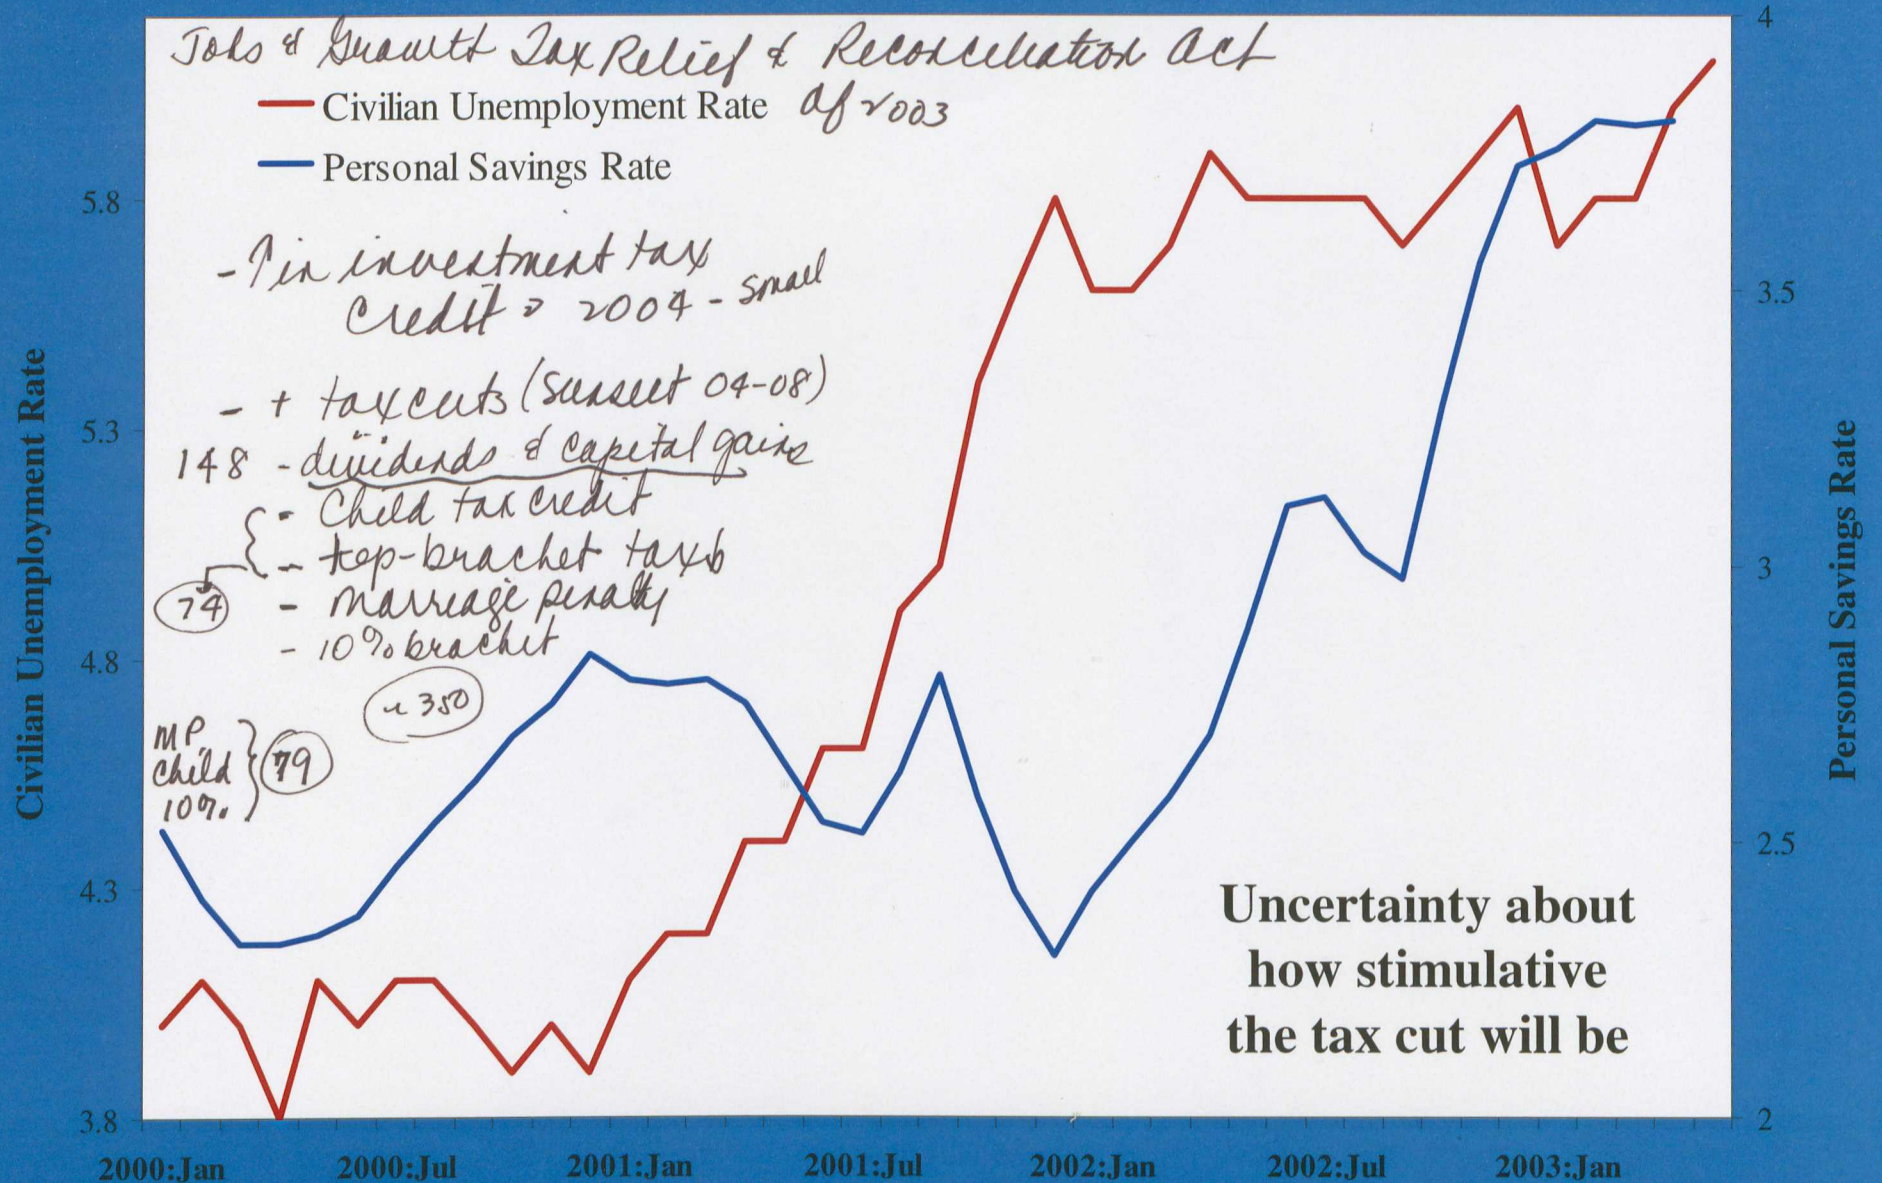 Jobs & Growth Tax Relief & Reconciliation Act
of 2003
Civilian Unemployment Rate
Personal Savings Rate
- ↑ in investment tax
credit → 2004 - small
- + tax cuts (sunset 04-08)
148 - dividends & capital gains
- Child tax credit
- top-bracket tax
74 - marriage penalty
- 10% bracket
350
MP
child 79
10%
Uncertainty about
how stimulative
the tax cut will be
Civilian Unemployment Rate
5.8
5.3
4.8
4.3
3.8
4
3.5
3
2.5
2
Personal Savings Rate
2000:Jan 2000:Jul 2001:Jan 2001:Jul 2002:Jan 2002:Jul 2003:Jan